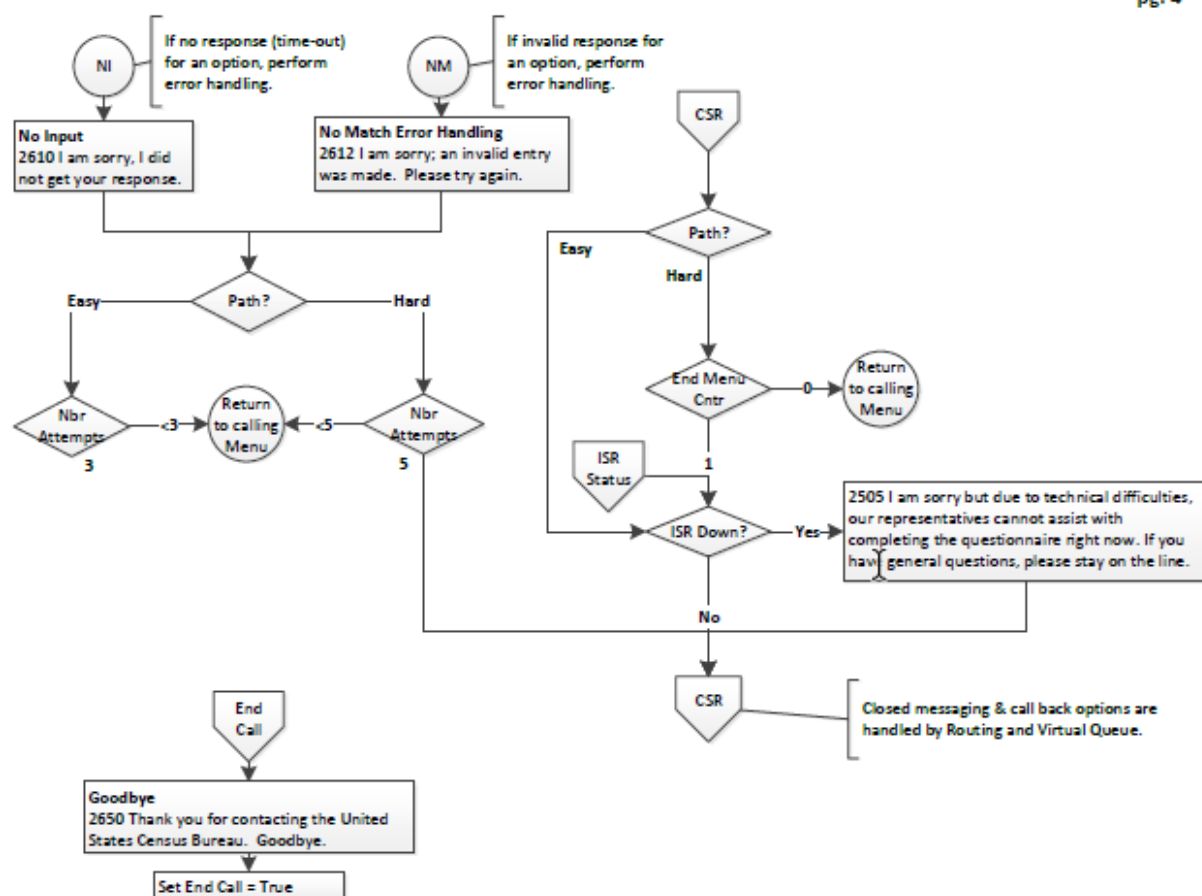 pg. 4
NI
If no response (time-out)
for an option, perform
error handling.
NM
If invalid response for
an option, perform
error handling.
No Input
2610 I am sorry, I did
not get your response.
No Match Error Handling
2612 I am sorry; an invalid entry
was made.  Please try again.
CSR
Path?
Easy
Hard
Path?
Easy
Hard
End Menu
Cntr
0
Return
to calling
Menu
1
Nbr
Attempts
<3
3
Return
to calling
Menu
<5
Nbr
Attempts
5
ISR
Status
ISR Down?
Yes
2505 I am sorry but due to technical difficulties,
our representatives cannot assist with
completing the questionnaire right now. If you
have general questions, please stay on the line.
No
CSR
Closed messaging & call back options are
handled by Routing and Virtual Queue.
End
Call
Goodbye
2650 Thank you for contacting the United
States Census Bureau.  Goodbye.
Set End Call = True